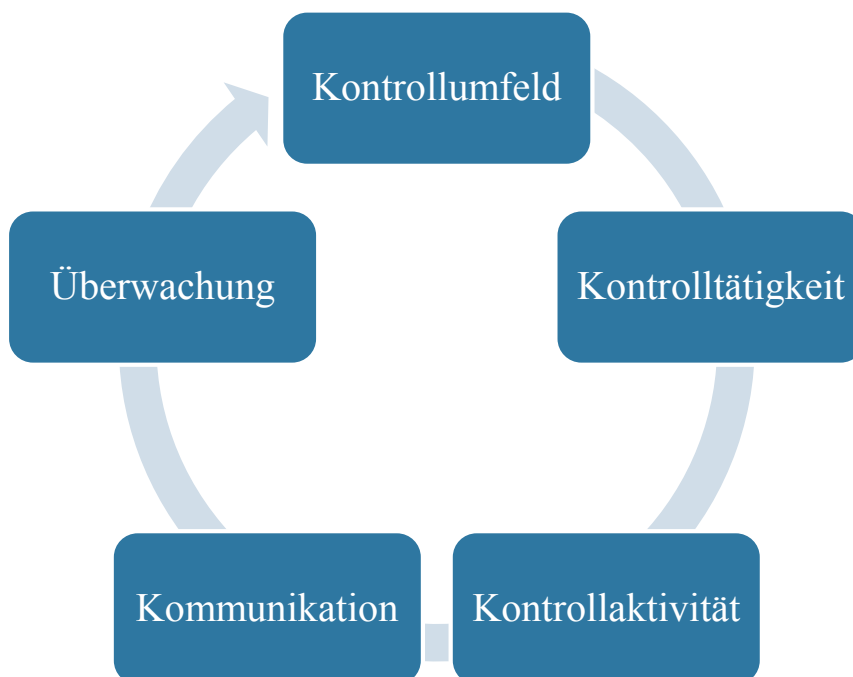 Kontrollumfeld
Kontrolltätigkeit
Kontrollaktivität
Kommunikation
Überwachung